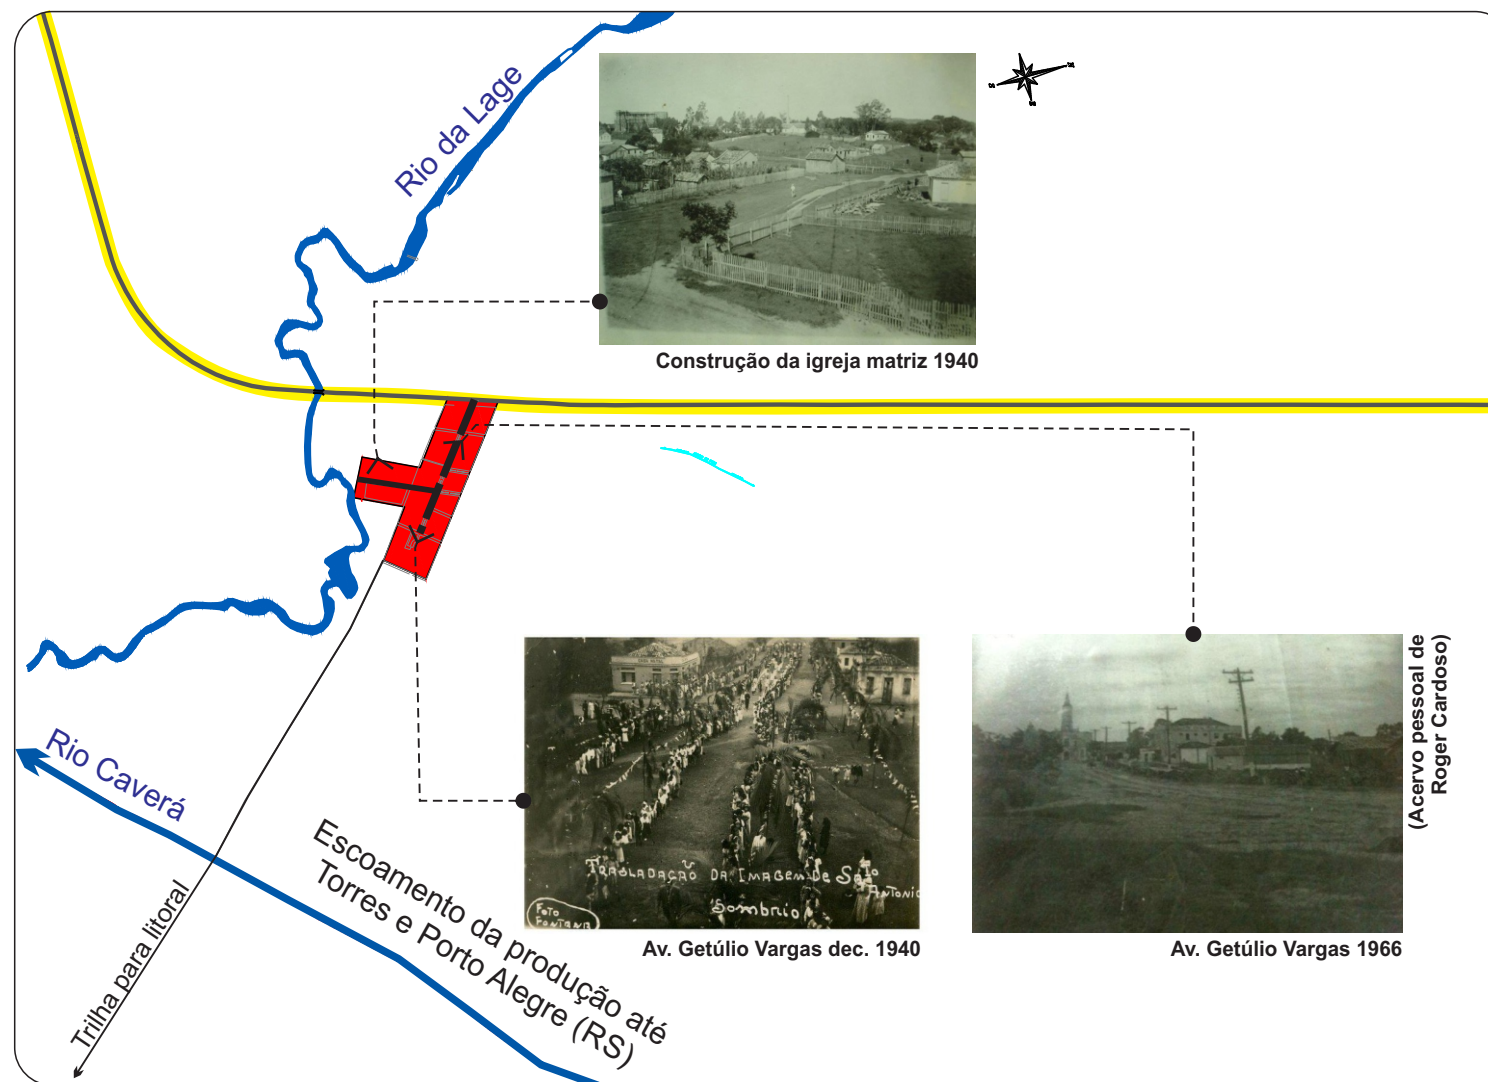 Rio da Lage
Construção da igreja matriz 1940
Rio Caverá
Trilha para litoral
Escoamento da produção até
Torres e Porto Alegre (RS)
Trasladação da Imagem de Sto
Antonio
Sombrio
Foto
Fontana
Av. Getúlio Vargas dec. 1940
(Acervo pessoal de
Roger Cardoso)
Av. Getúlio Vargas 1966